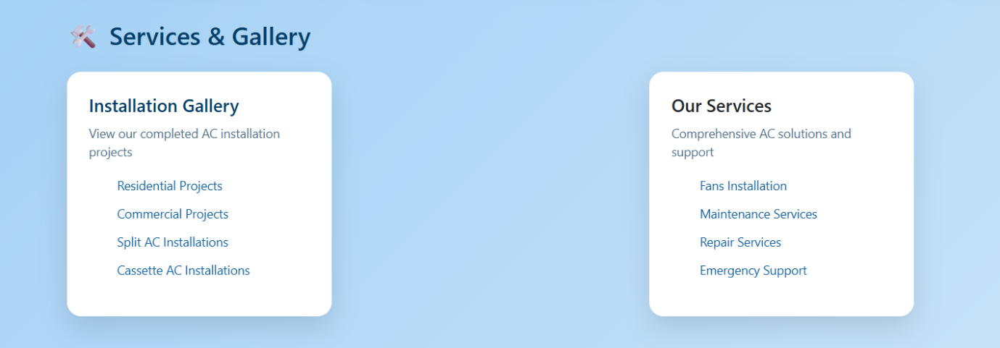 Services & Gallery
Installation Gallery
View our completed AC installation
projects
Residential Projects
Commercial Projects
Split AC Installations
Cassette AC Installations
Our Services
Comprehensive AC solutions and
support
Fans Installation
Maintenance Services
Repair Services
Emergency Support